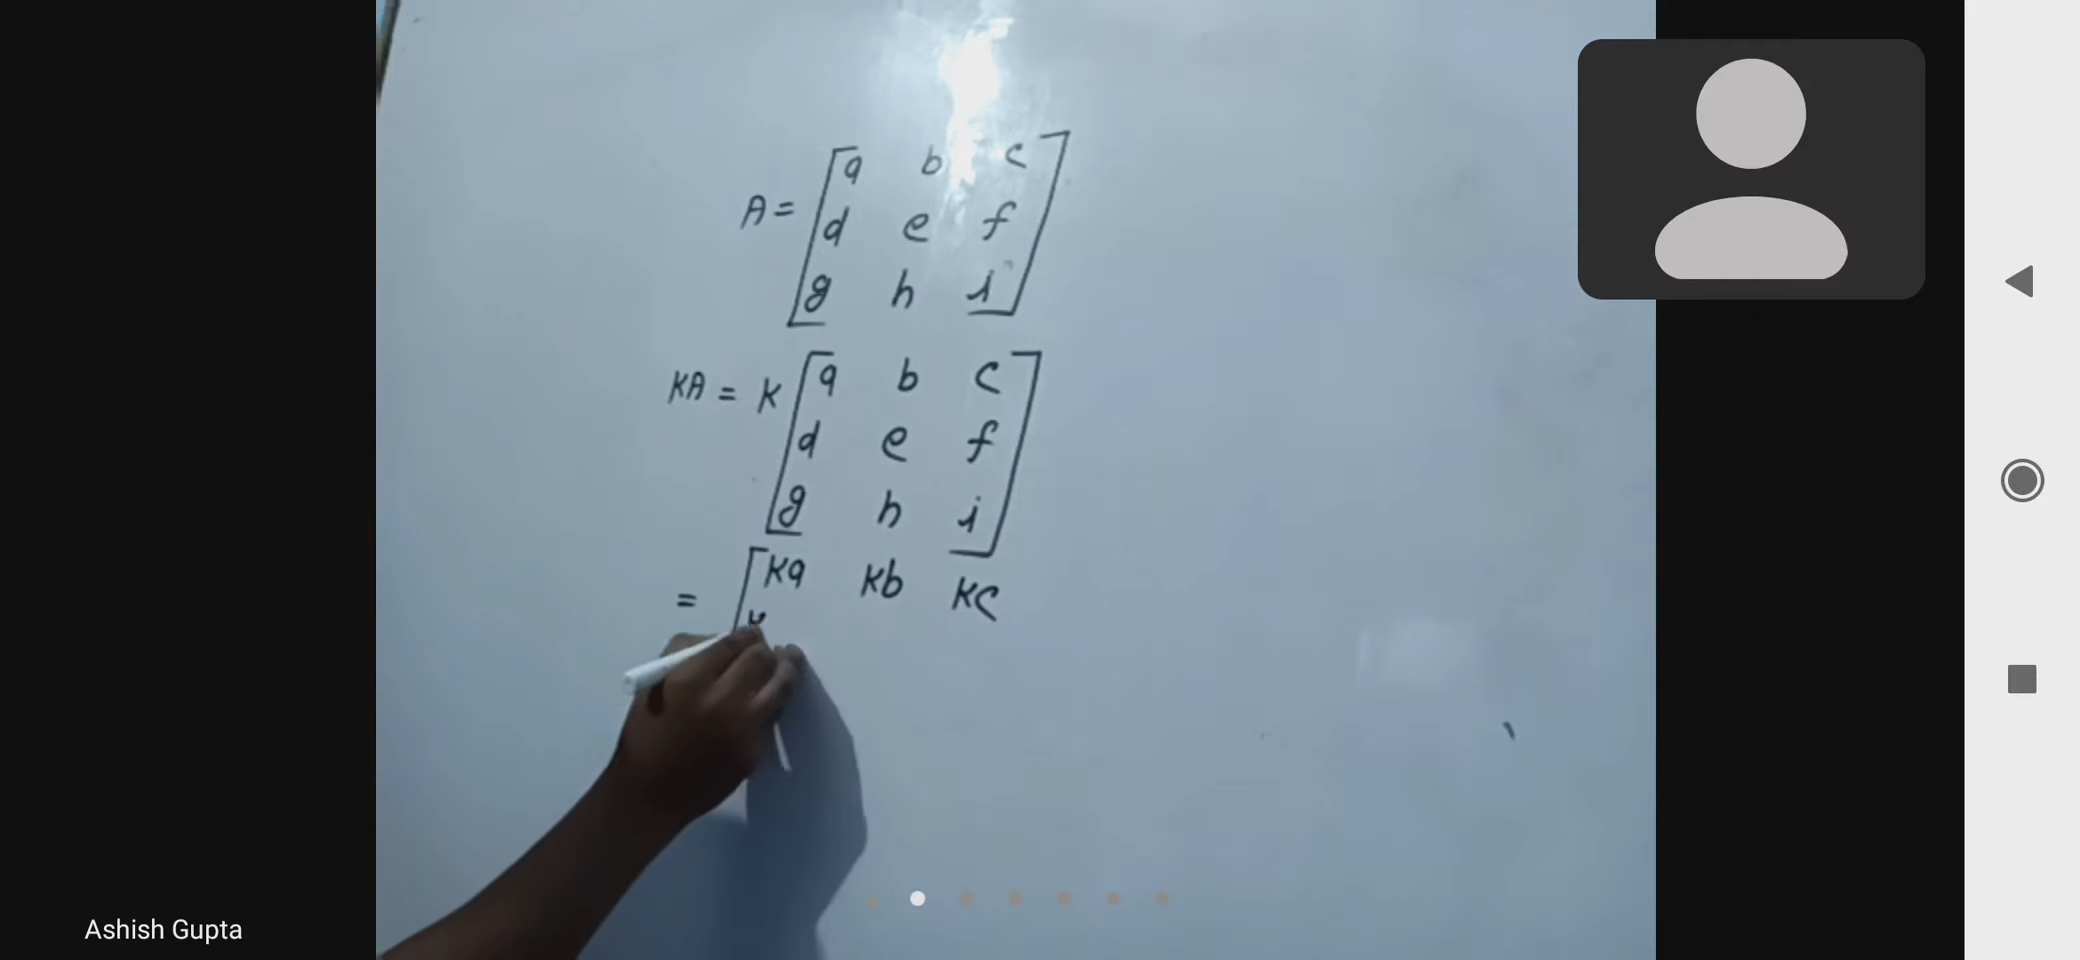 A = [a b c
d e f
g h i]
KA = K [a b c
d e f
g h i]
= [Ka Kb Kc
K
Ashish Gupta